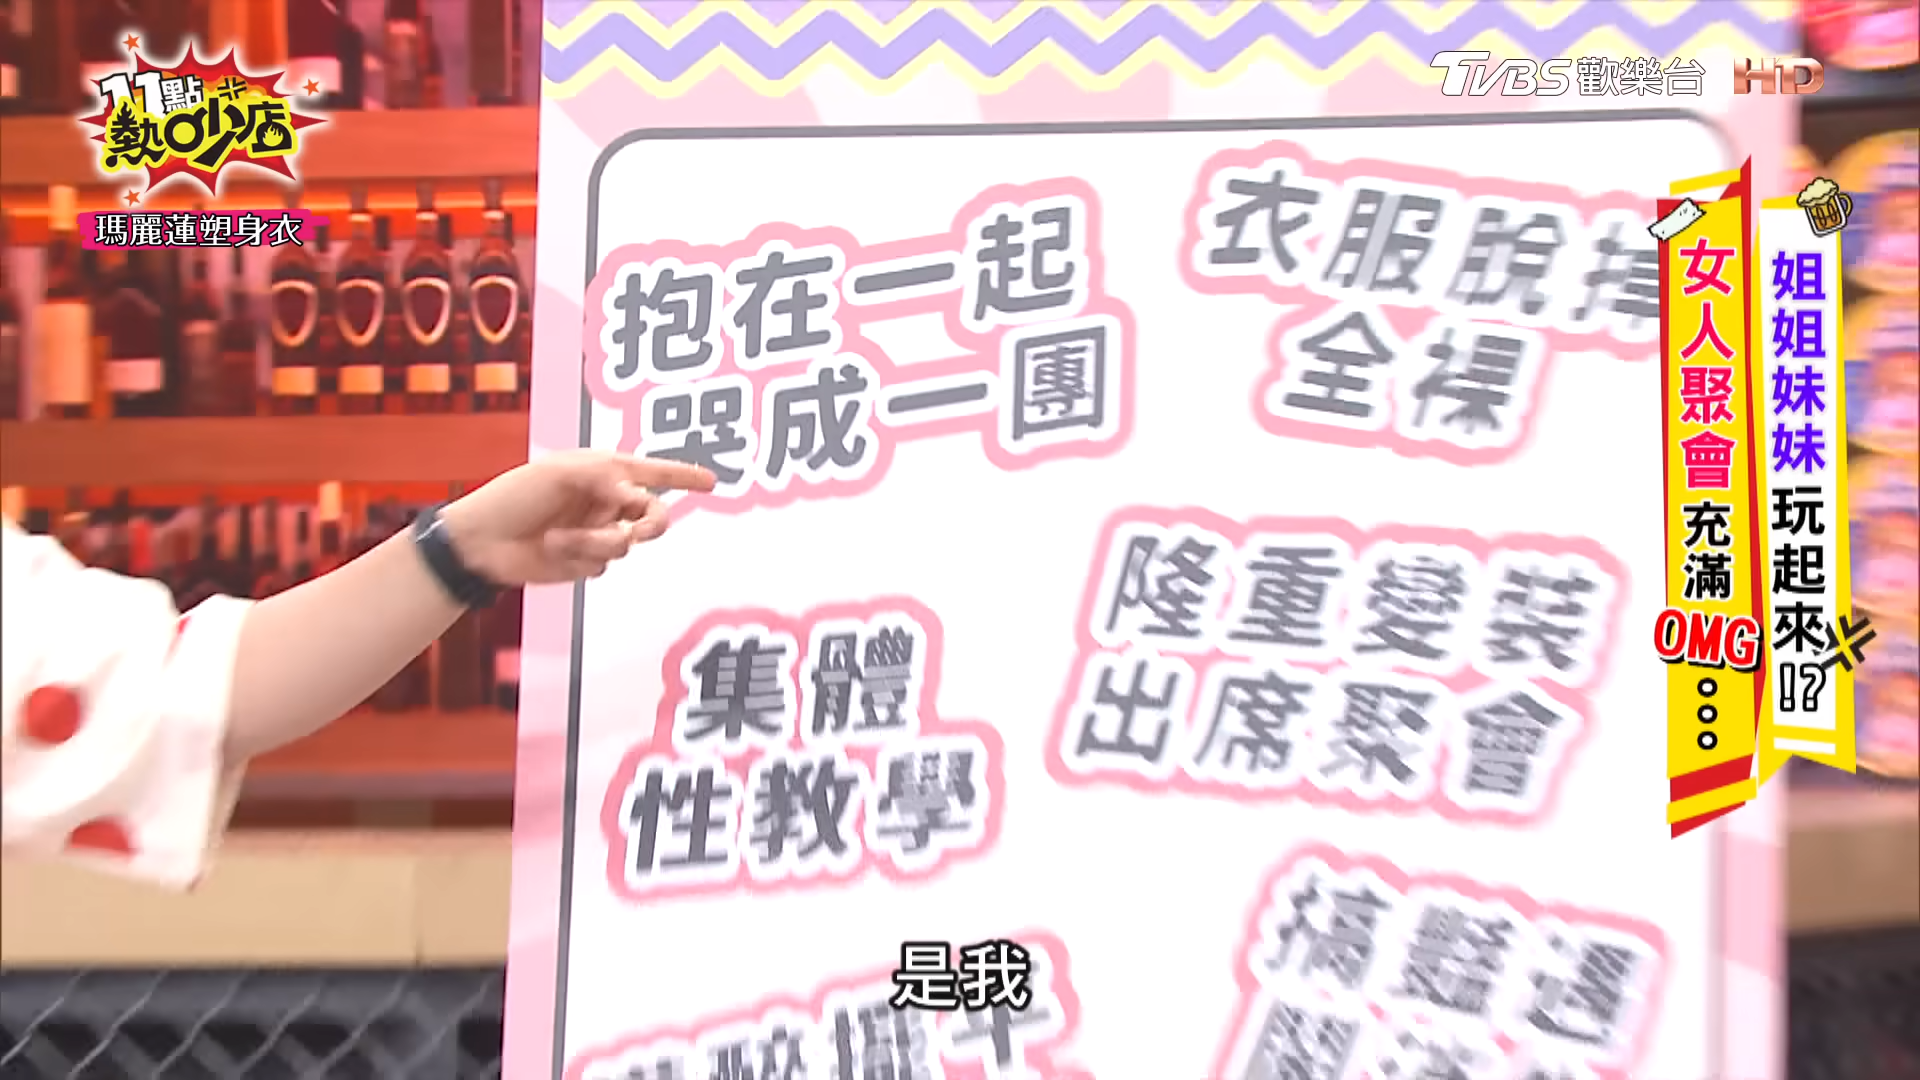 11點
熱吵店
瑪麗蓮塑身衣
TVBS歡樂台 HD
抱在一起
哭成一團
衣服脫掉
全裸
隆重變裝
出席聚會
集體
性教學
姐姐妹妹玩起來!?
女人聚會充滿OMG...
是我